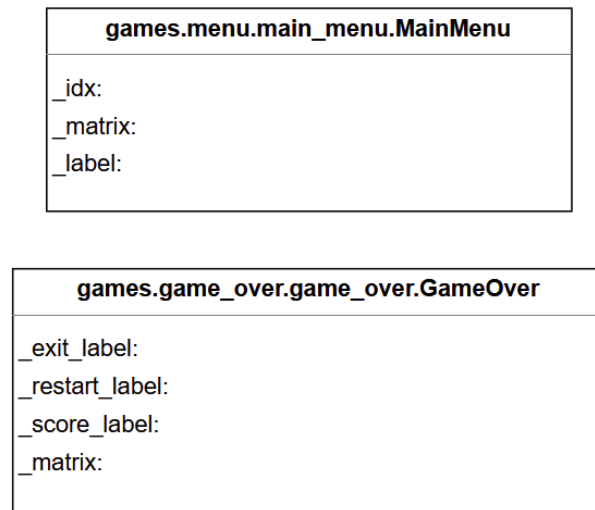 games.menu.main_menu.MainMenu
_idx:
_matrix:
_label:
games.game_over.game_over.GameOver
_exit_label:
_restart_label:
_score_label:
_matrix: